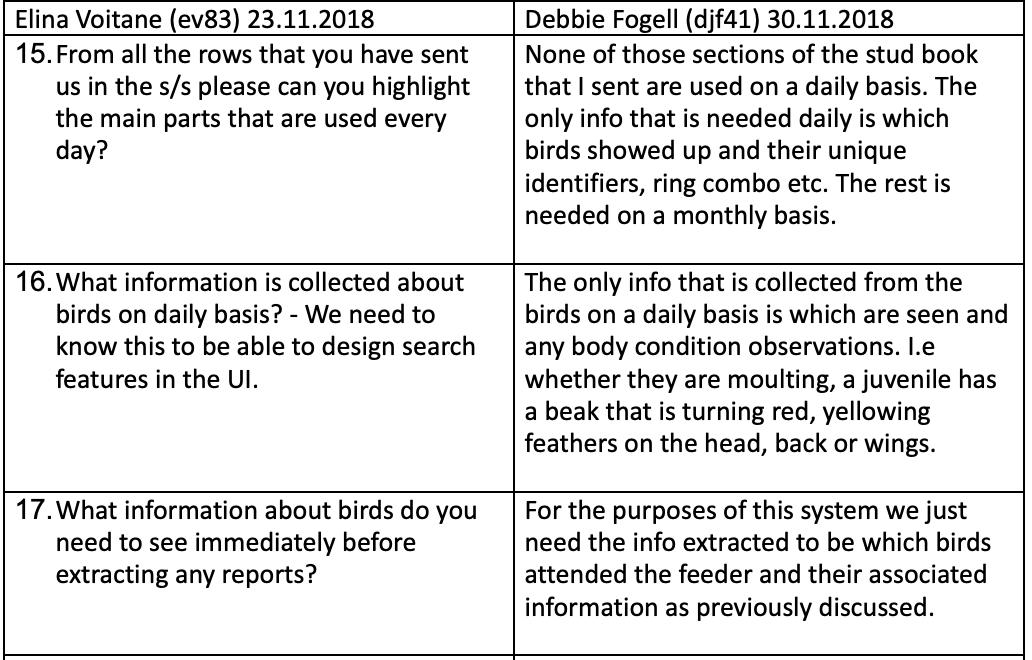 Elina Voitane (ev83) 23.11.2018
Debbie Fogell (djf41) 30.11.2018
15. From all the rows that you have sent
us in the s/s please can you highlight
the main parts that are used every
day?
None of those sections of the stud book
that I sent are used on a daily basis. The
only info that is needed daily is which
birds showed up and their unique
identifiers, ring combo etc. The rest is
needed on a monthly basis.
16. What information is collected about
birds on daily basis? - We need to
know this to be able to design search
features in the UI.
The only info that is collected from the
birds on a daily basis is which are seen and
any body condition observations. I.e
whether they are moulting, a juvenile has
a beak that is turning red, yellowing
feathers on the head, back or wings.
17. What information about birds do you
need to see immediately before
extracting any reports?
For the purposes of this system we just
need the info extracted to be which birds
attended the feeder and their associated
information as previously discussed.